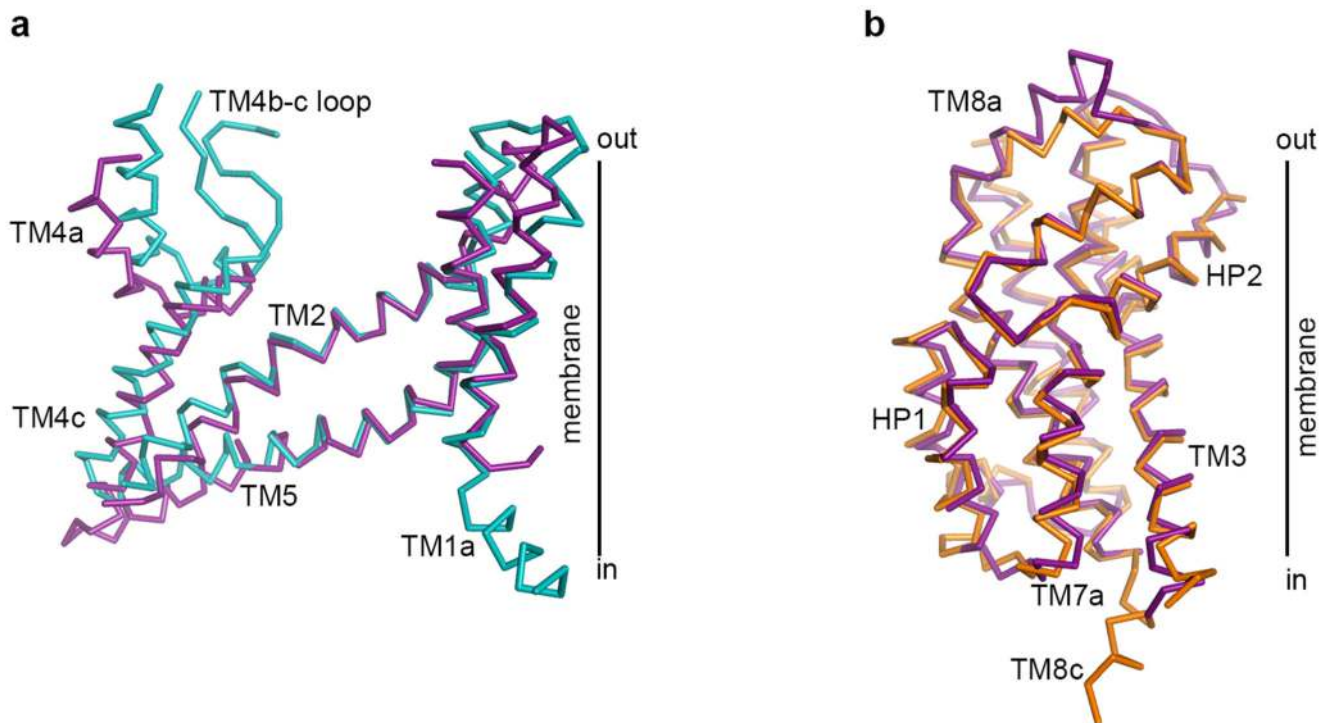 a
TM4b-c loop
out
TM4a
TM2
membrane
TM4c
TM5
TM1a
in
b
TM8a
out
HP2
membrane
HP1
TM3
TM7a
in
TM8c